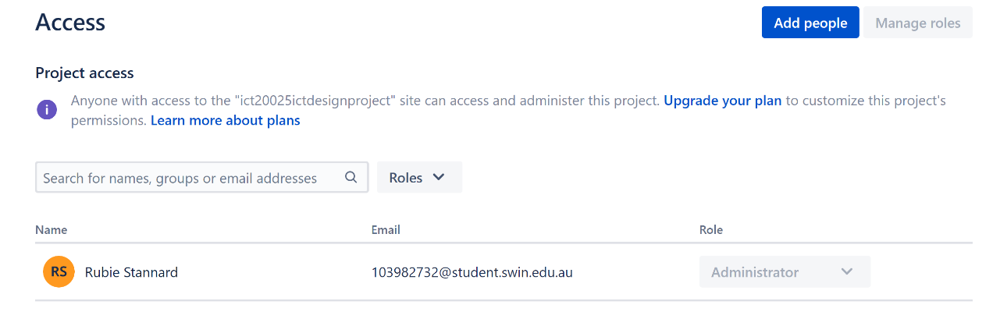 Access
Add people
Manage roles
Project access
i
Anyone with access to the "ict20025ictdesignproject" site can access and administer this project. Upgrade your plan to customize this project's
permissions. Learn more about plans
Search for names, groups or email addresses
Roles
Name Email Role
RS Rubie Stannard 103982732@student.swin.edu.au Administrator